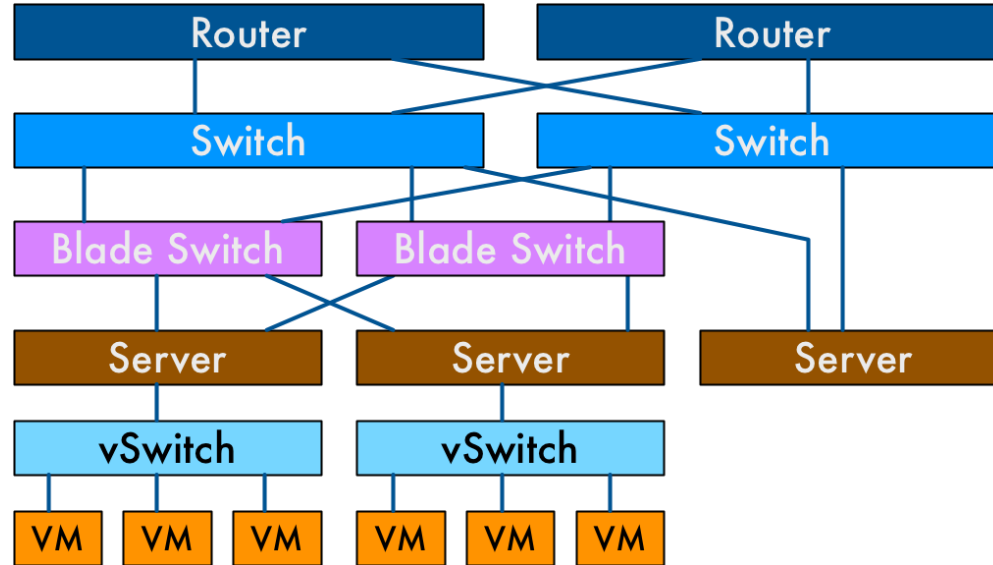 Router Router
Switch Switch
Blade Switch Blade Switch
Server Server Server
vSwitch vSwitch
VM VM VM VM VM VM